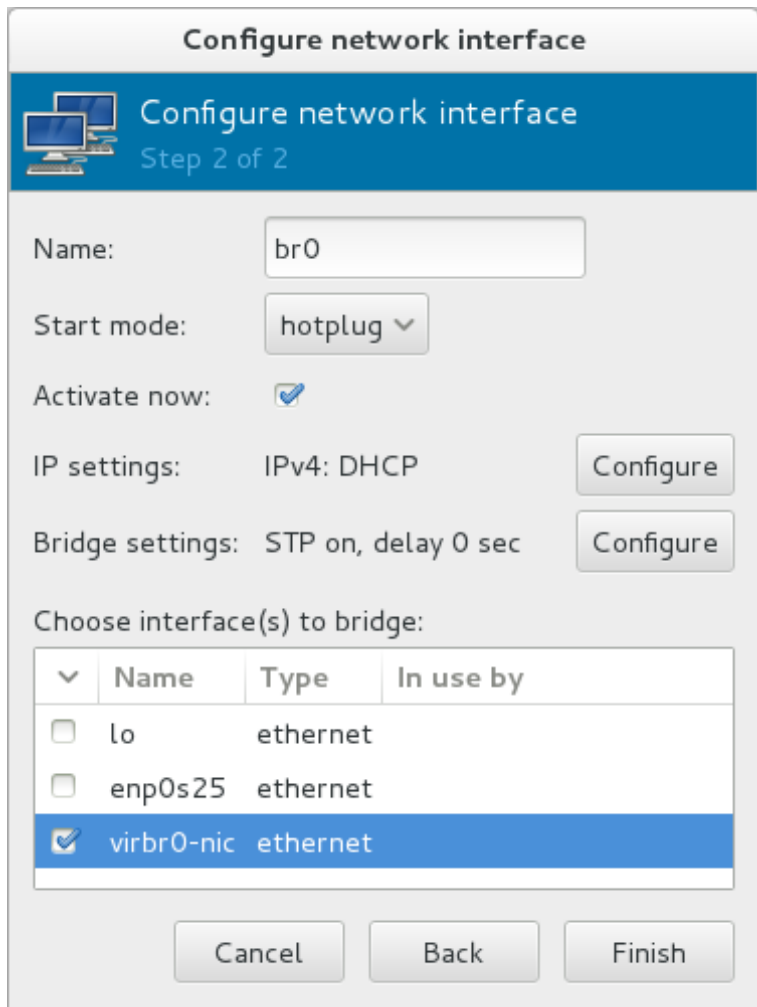 Configure network interface
Configure network interface
Step 2 of 2
Name: br0
Start mode: hotplug
Activate now:
IP settings: IPv4: DHCP Configure
Bridge settings: STP on, delay 0 sec Configure
Choose interface(s) to bridge:
Name Type In use by
lo ethernet
enp0s25 ethernet
virbr0-nic ethernet
Cancel Back Finish